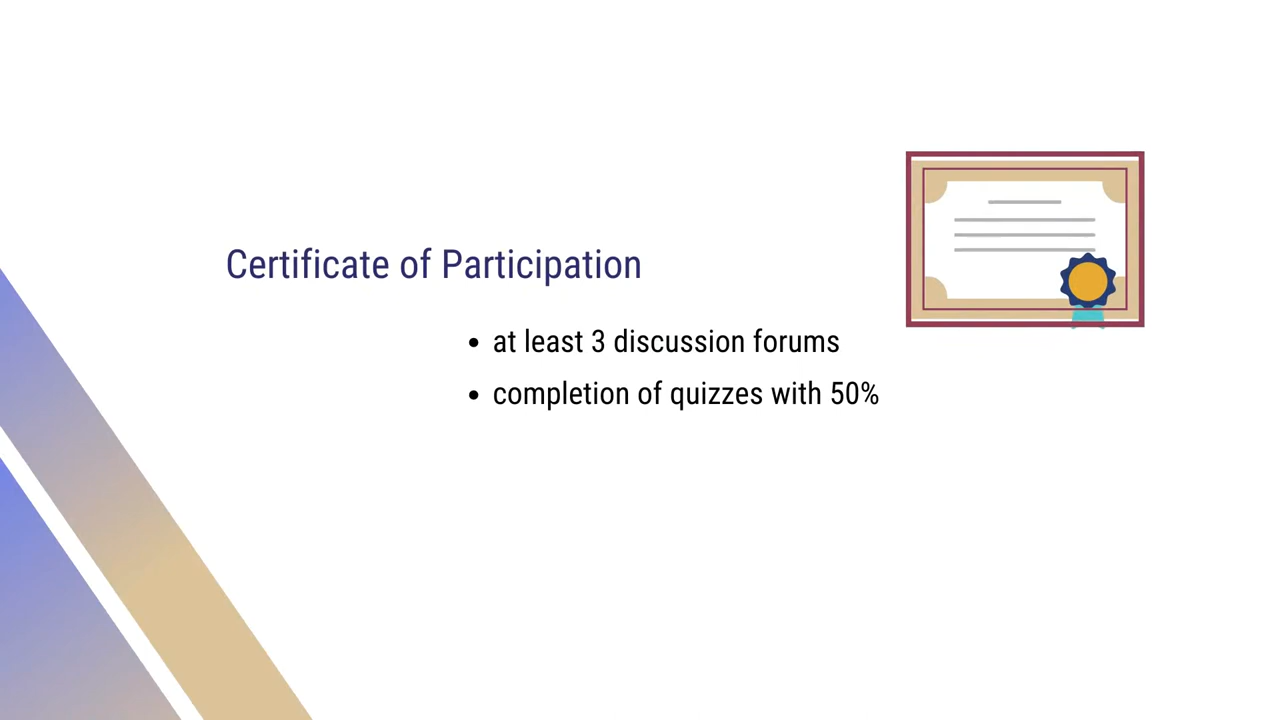 Certificate of Participation
• at least 3 discussion forums
• completion of quizzes with 50%